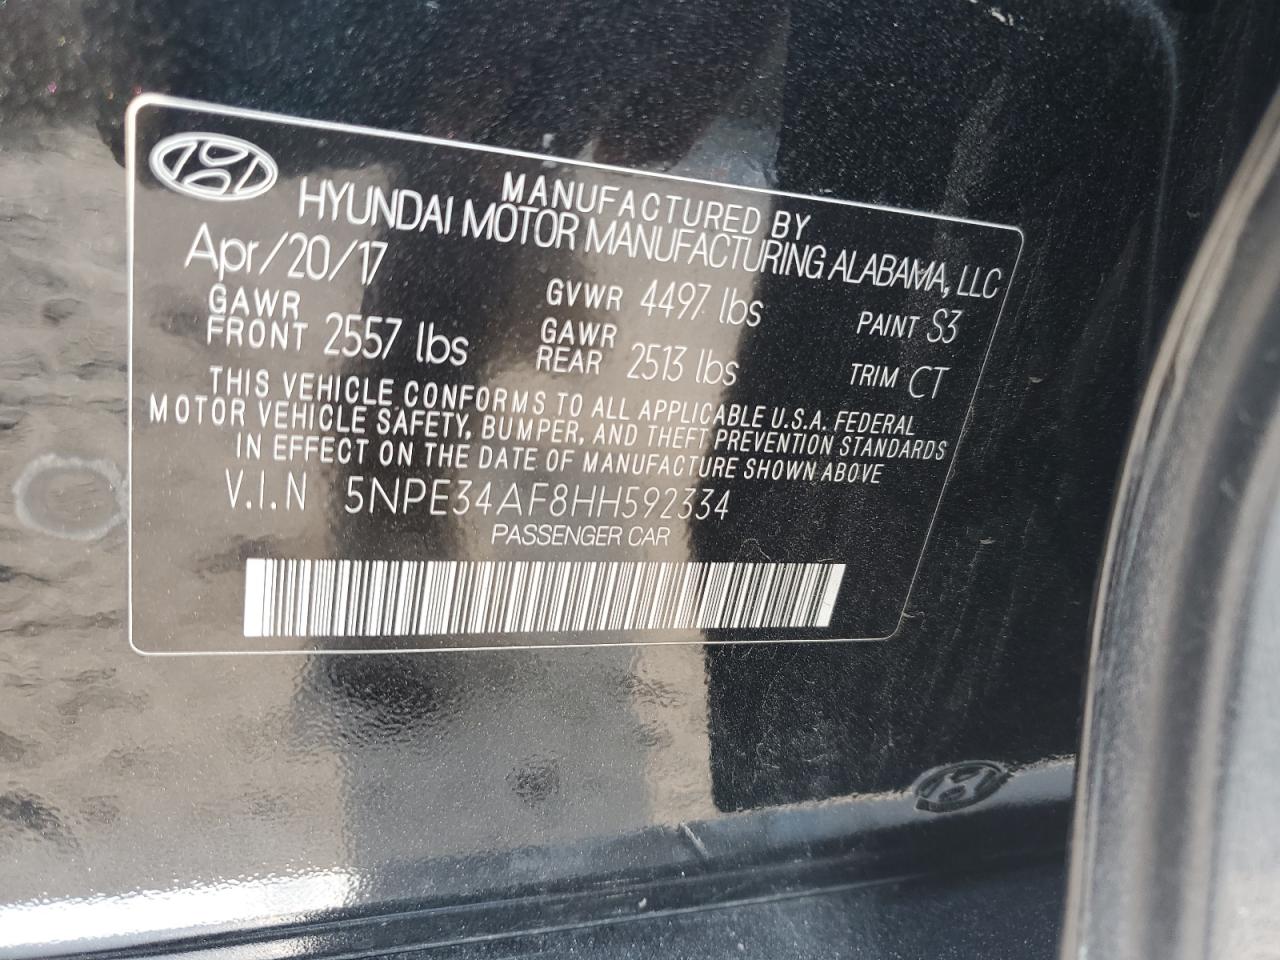 MANUFACTURED BY
HYUNDAI MOTOR MANUFACTURING ALABAMA, LLC
Apr/20/17
GVWR 4497 lbs
PAINT S3
GAWR FRONT 2557 lbs
GAWR REAR 2513 lbs
TRIM CT
THIS VEHICLE CONFORMS TO ALL APPLICABLE U.S.A. FEDERAL
MOTOR VEHICLE SAFETY, BUMPER, AND THEFT PREVENTION STANDARDS
IN EFFECT ON THE DATE OF MANUFACTURE SHOWN ABOVE
V.I.N 5NPE34AF8HH592334
PASSENGER CAR